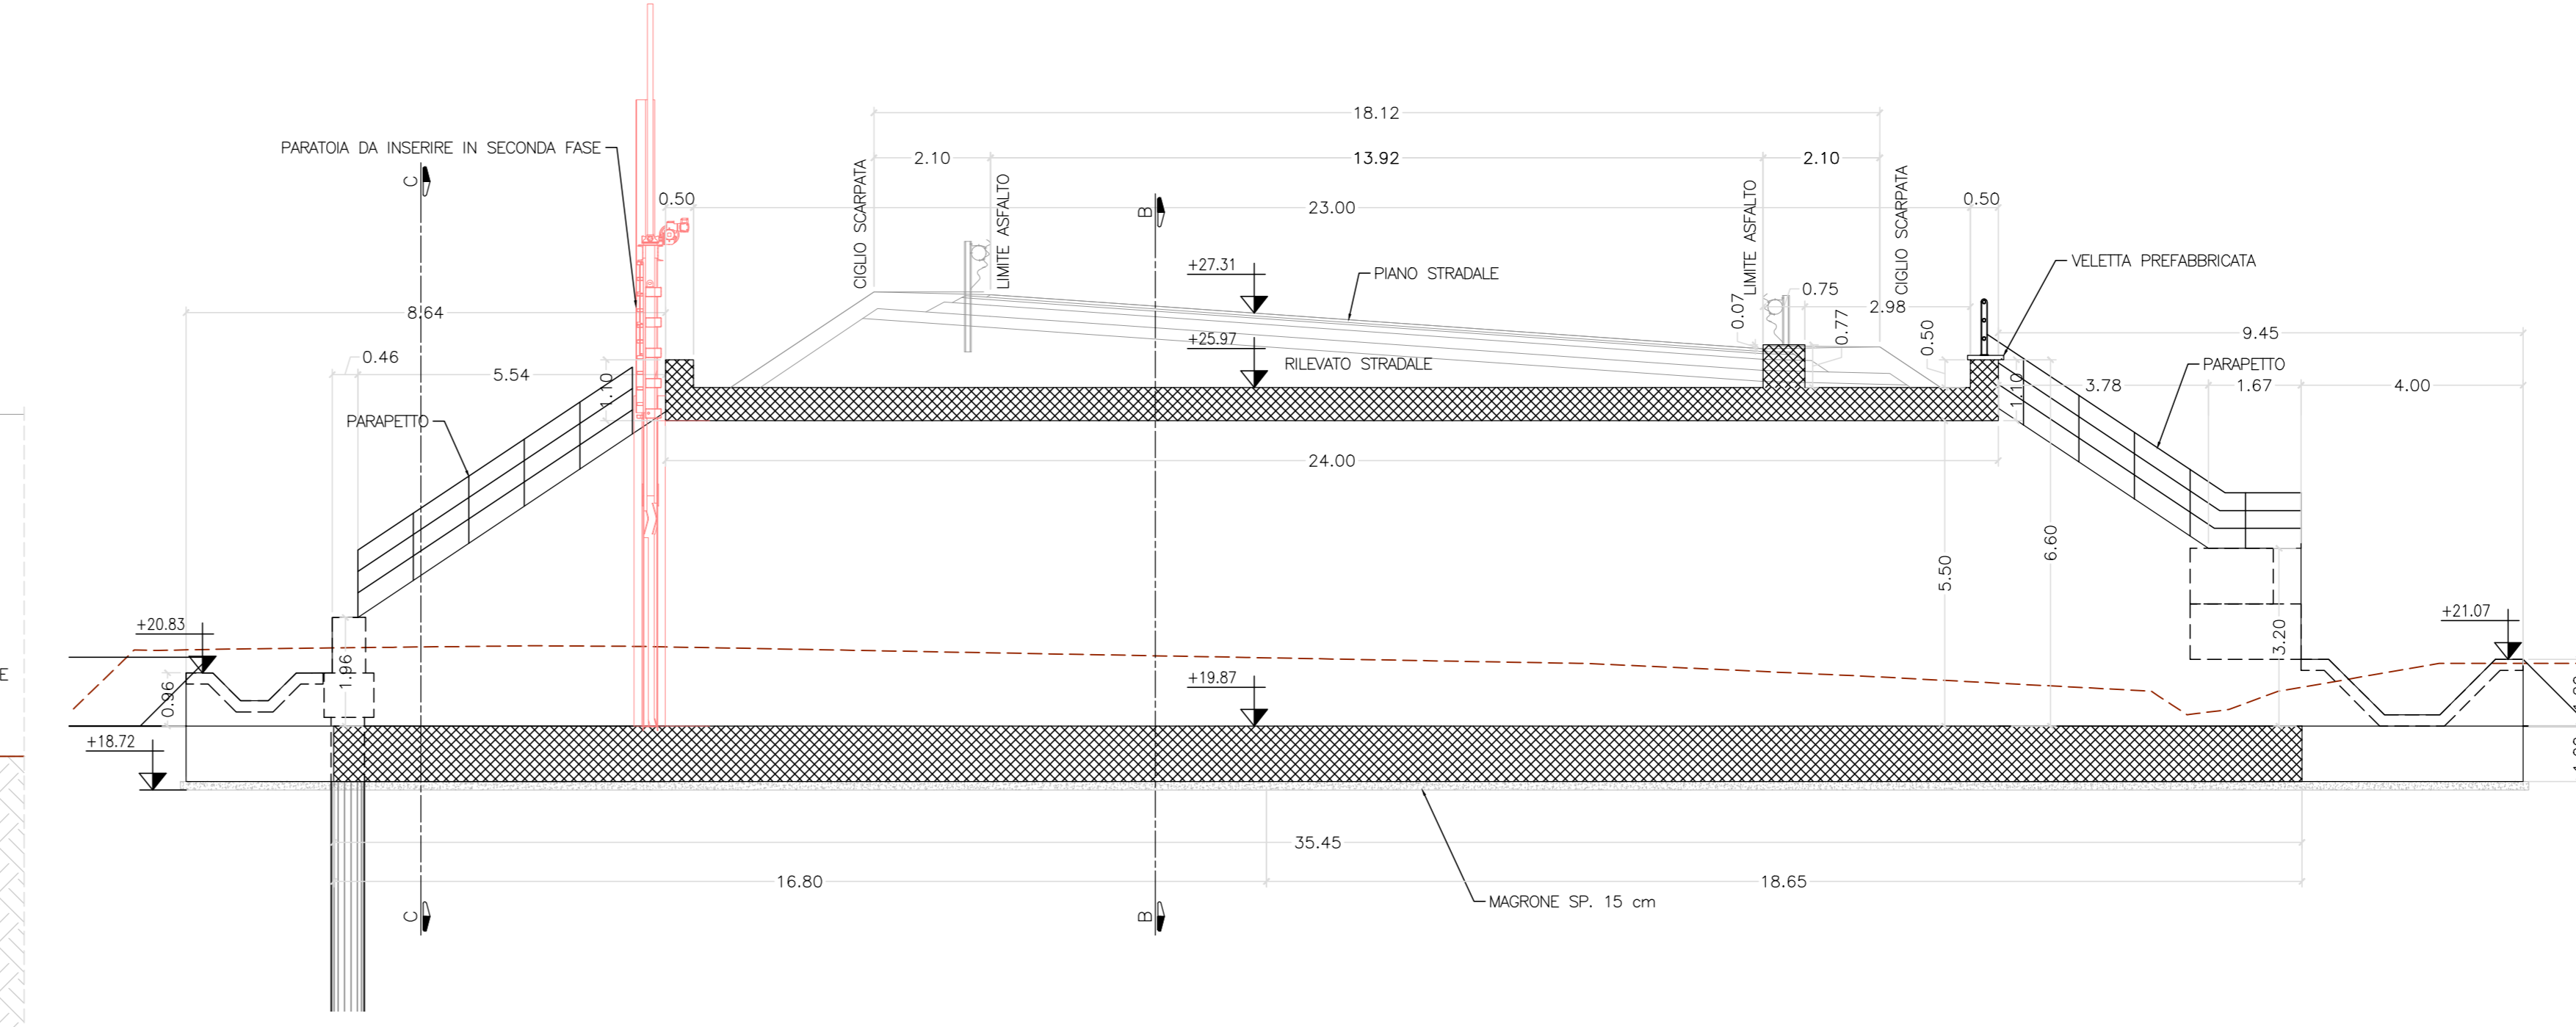 18.12
PARATOIA DA INSERIRE IN SECONDA FASE
2.10
13.92
2.10
C
CIGLIO SCARPATA
LIMITE ASFALTO
LIMITE ASFALTO
CIGLIO SCARPATA
0.50
B
23.00
0.50
+27.31
PIANO STRADALE
VELETTA PREFABBRICATA
8.64
0.07
0.75
2.98
0.77
0.50
9.45
+25.97
0.46
5.54
1.10
RILEVATO STRADALE
PARAPETTO
1.10
3.78
1.67
4.00
PARAPETTO
24.00
5.50
6.60
+20.83
+21.07
3.20
E
0.96
1.96
+19.87
+18.72
35.45
16.80
18.65
C
B
MAGRONE SP. 15 cm